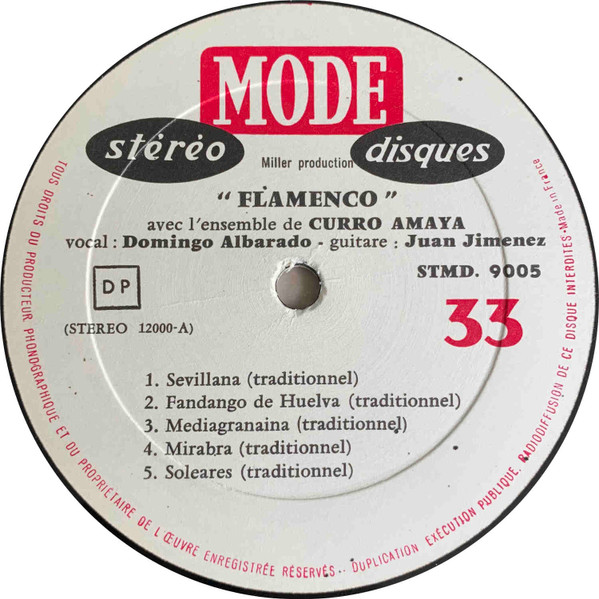 MODE
stéréo
disques
Miller production
“ FLAMENCO ”
avec l'ensemble de CURRO AMAYA
vocal : Domingo Albarado - guitare : Juan Jimenez
STMD. 9005
DP
33
(STEREO 12000-A)
1. Sevillana (traditionnel)
2. Fandango de Huelva (traditionnel)
3. Mediagranaina (traditionnel)
4. Mirabra (traditionnel)
5. Soleares (traditionnel)
TOUS DROITS DU PRODUCTEUR, PHONOGRAPHIQUE ET DU PROPRIÉTAIRE DE L'ŒUVRE ENREGISTRÉE RÉSERVÉS.- DUPLICATION EXÉCUTION PUBLIQUE, RADIODIFFUSION DE CE DISQUE INTERDITES-Made in France